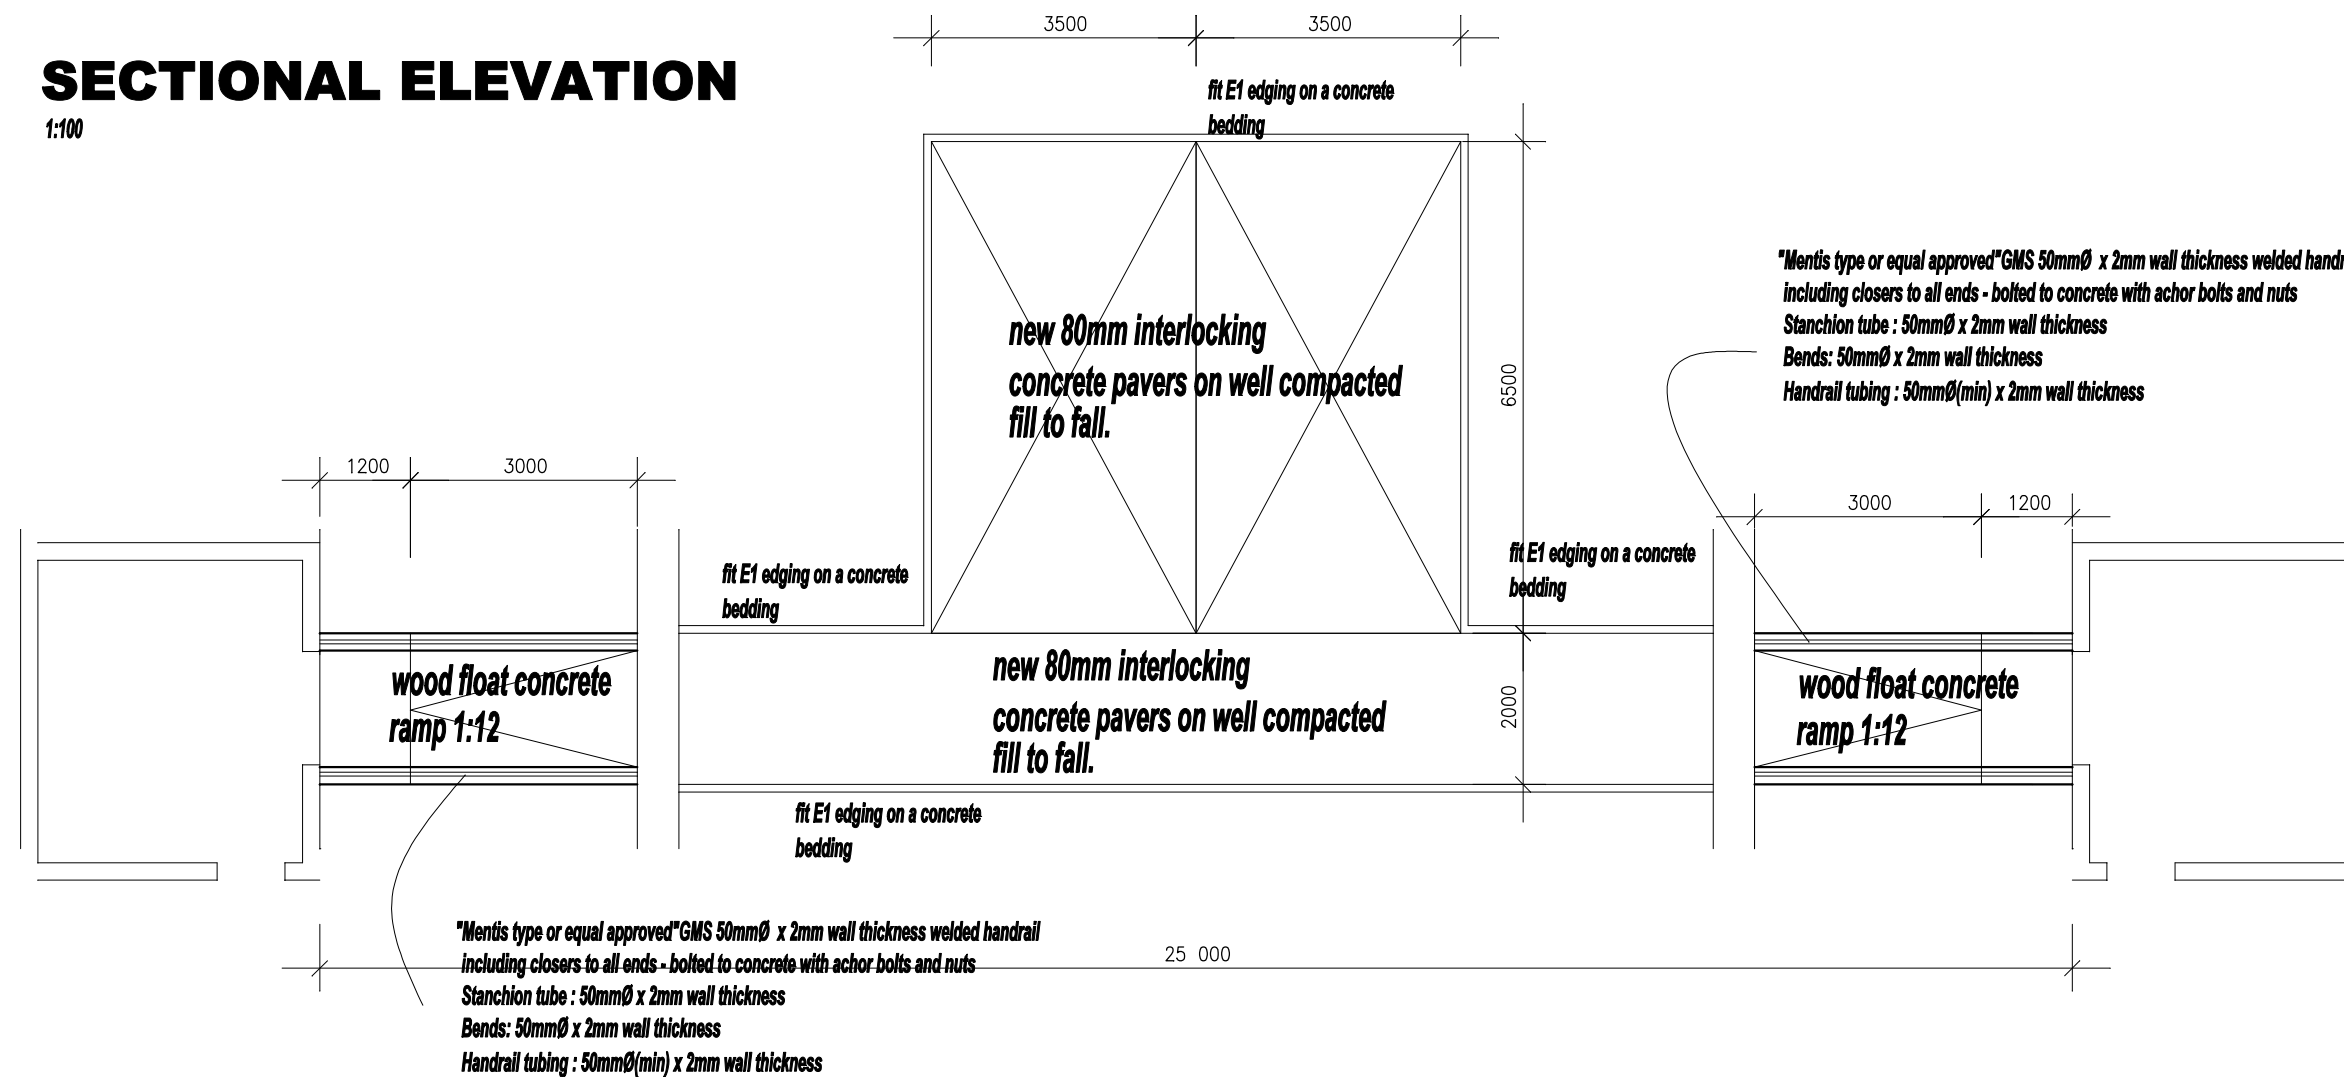 3500
3500
SECTIONAL ELEVATION
1:100
fit E1 edging on a concrete
bedding
"Mentis type or equal approved"GMS 50mmØ x 2mm wall thickness welded
including closers to all ends - bolted to concrete with achor bolts and nuts
Stanchion tube : 50mmØ x 2mm wall thickness
Bends: 50mmØ x 2mm wall thickness
Handrail tubing : 50mmØ(min) x 2mm wall thickness
new 80mm interlocking
concrete pavers on well compacted
fill to fall.
6500
1200
3000
3000
1200
fit E1 edging on a concrete
bedding
fit E1 edging on a concrete
bedding
wood float concrete
ramp 1:12
new 80mm interlocking
concrete pavers on well compacted
fill to fall.
2000
wood float concrete
ramp 1:12
fit E1 edging on a concrete
bedding
"Mentis type or equal approved"GMS 50mmØ x 2mm wall thickness welded handrail
including closers to all ends - bolted to concrete with achor bolts and nuts
Stanchion tube : 50mmØ x 2mm wall thickness
Bends: 50mmØ x 2mm wall thickness
Handrail tubing : 50mmØ(min) x 2mm wall thickness
25 000